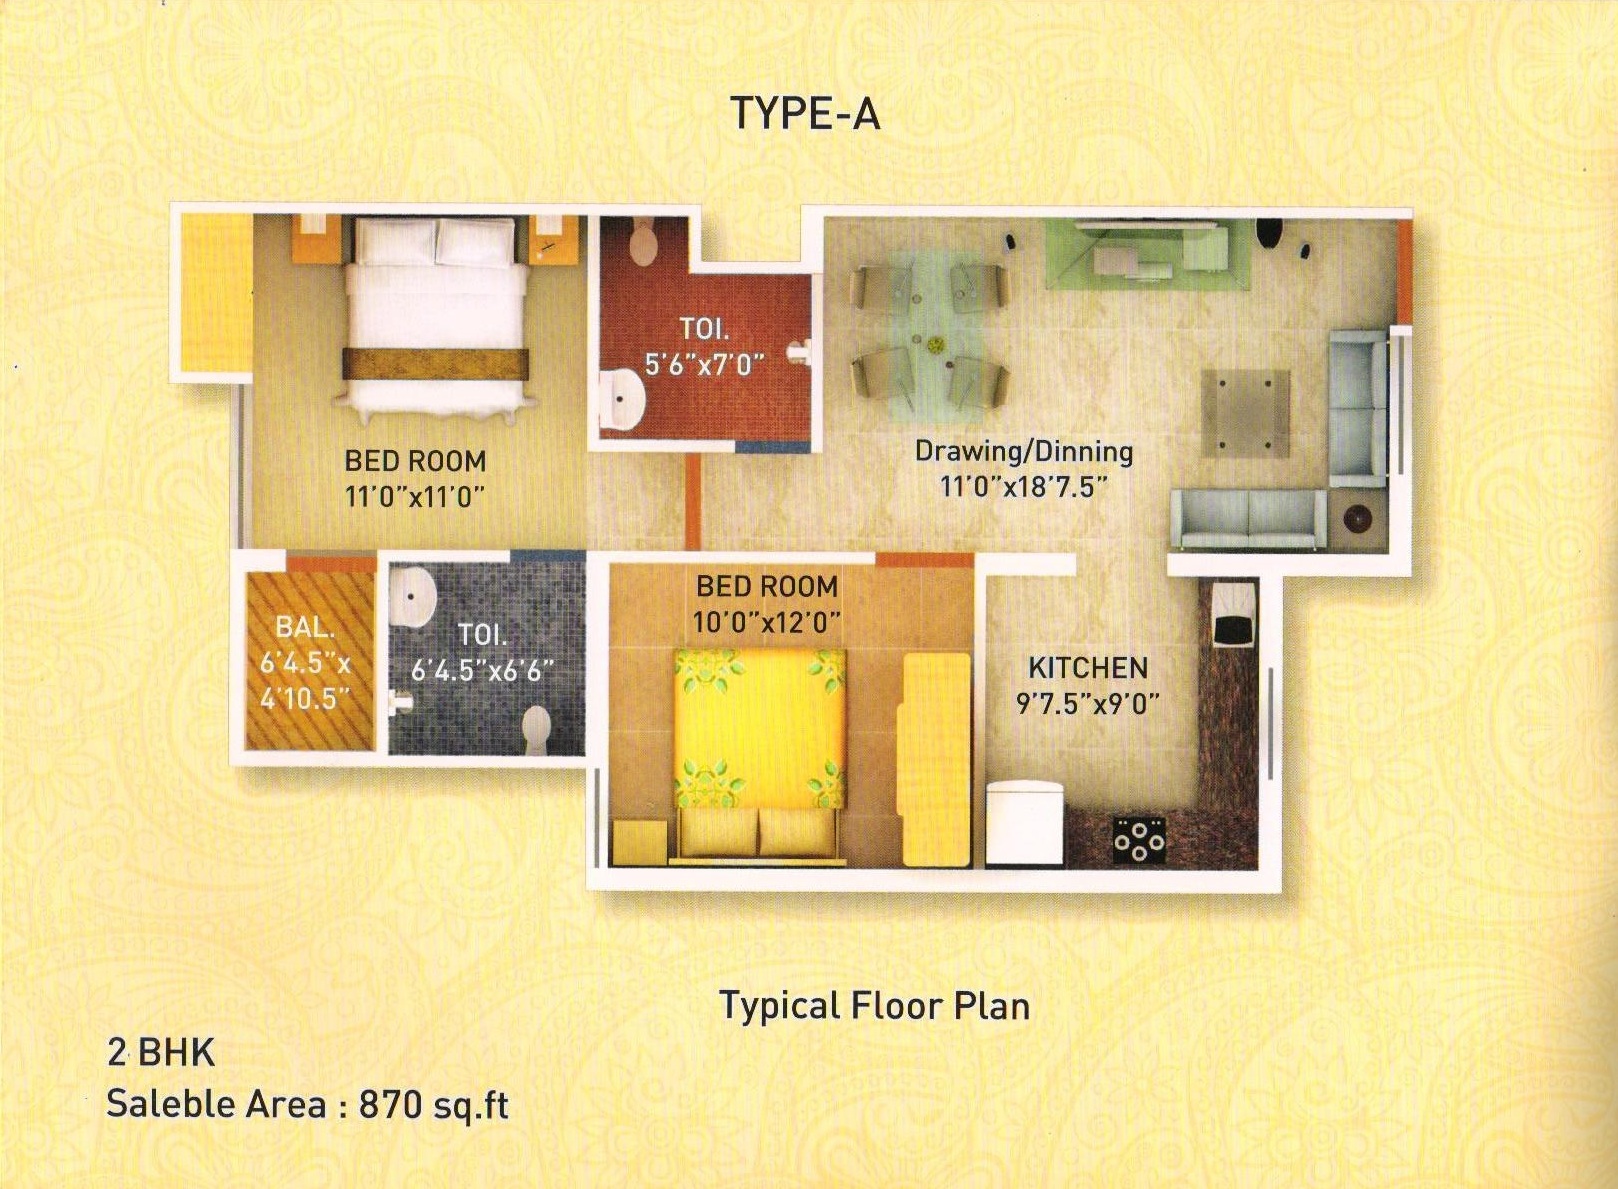 TYPE-A
TOI.
5'6"x7'0"
BED ROOM
11'0"x11'0"
Drawing/Dinning
11'0"x18'7.5"
BAL.
6'4.5"x
4'10.5"
TOI.
6'4.5"x6'6"
BED ROOM
10'0"x12'0"
KITCHEN
9'7.5"x9'0"
Typical Floor Plan
2 BHK
Saleble Area : 870 sq.ft